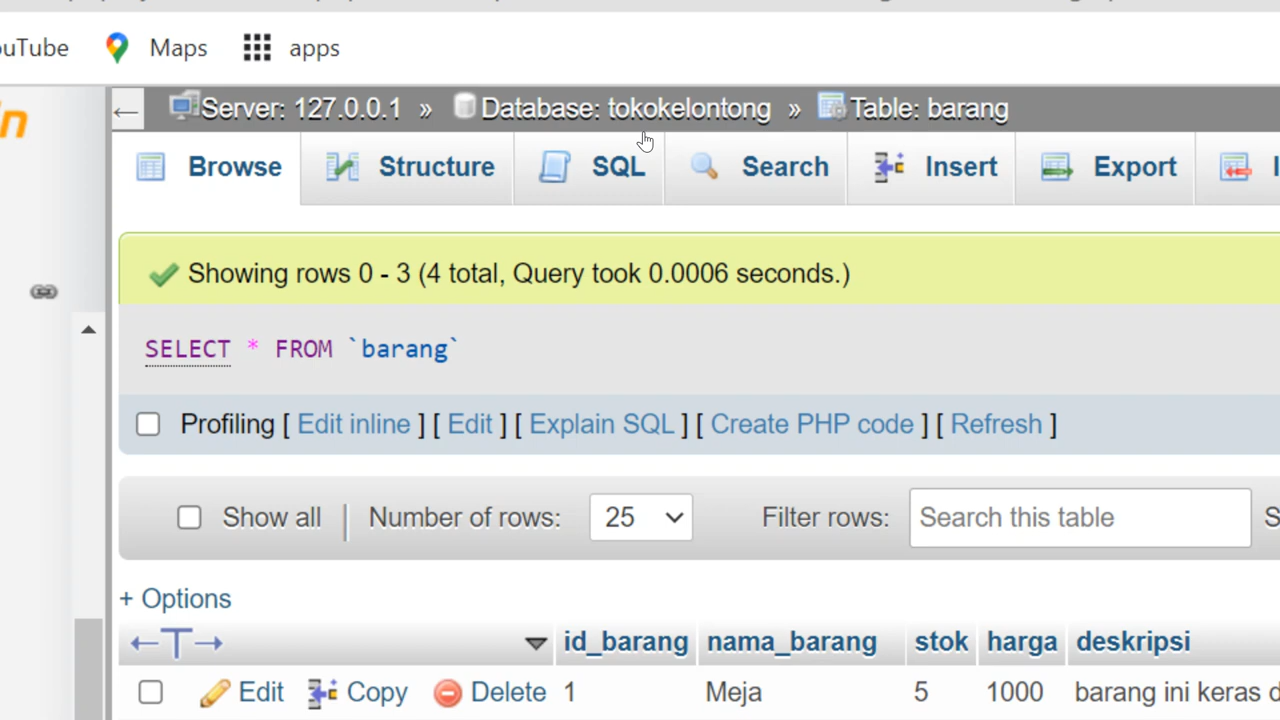 YouTube Maps apps
← Server: 127.0.0.1 » Database: tokokelontong » Table: barang
Browse Structure SQL Search Insert Export
Showing rows 0 - 3 (4 total, Query took 0.0006 seconds.)
SELECT * FROM `barang`
Profiling [ Edit inline ] [ Edit ] [ Explain SQL ] [ Create PHP code ] [ Refresh ]
Show all | Number of rows: 25 Filter rows: Search this table
+ Options
←T→ id_barang nama_barang stok harga deskripsi
Edit Copy Delete 1 Meja 5 1000 barang ini keras